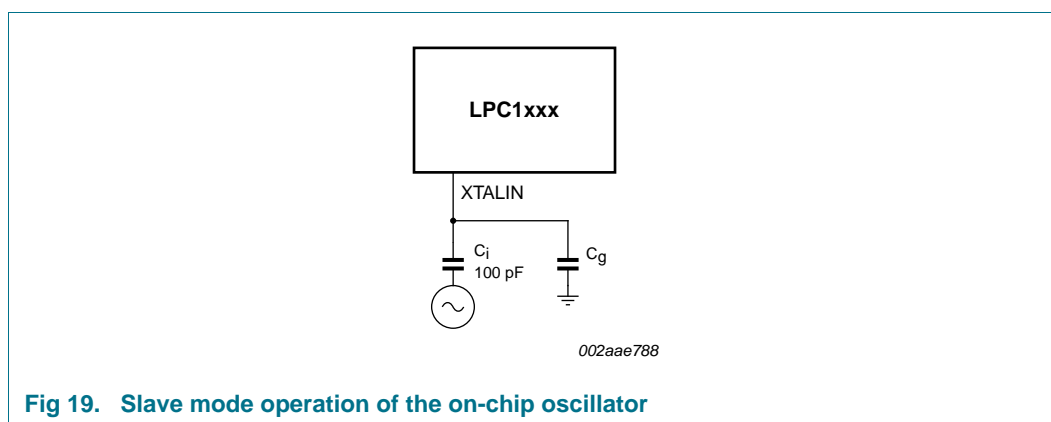 LPC1xxx
XTALIN
Ci
100 pF
Cg
002aae788
Fig 19. Slave mode operation of the on-chip oscillator